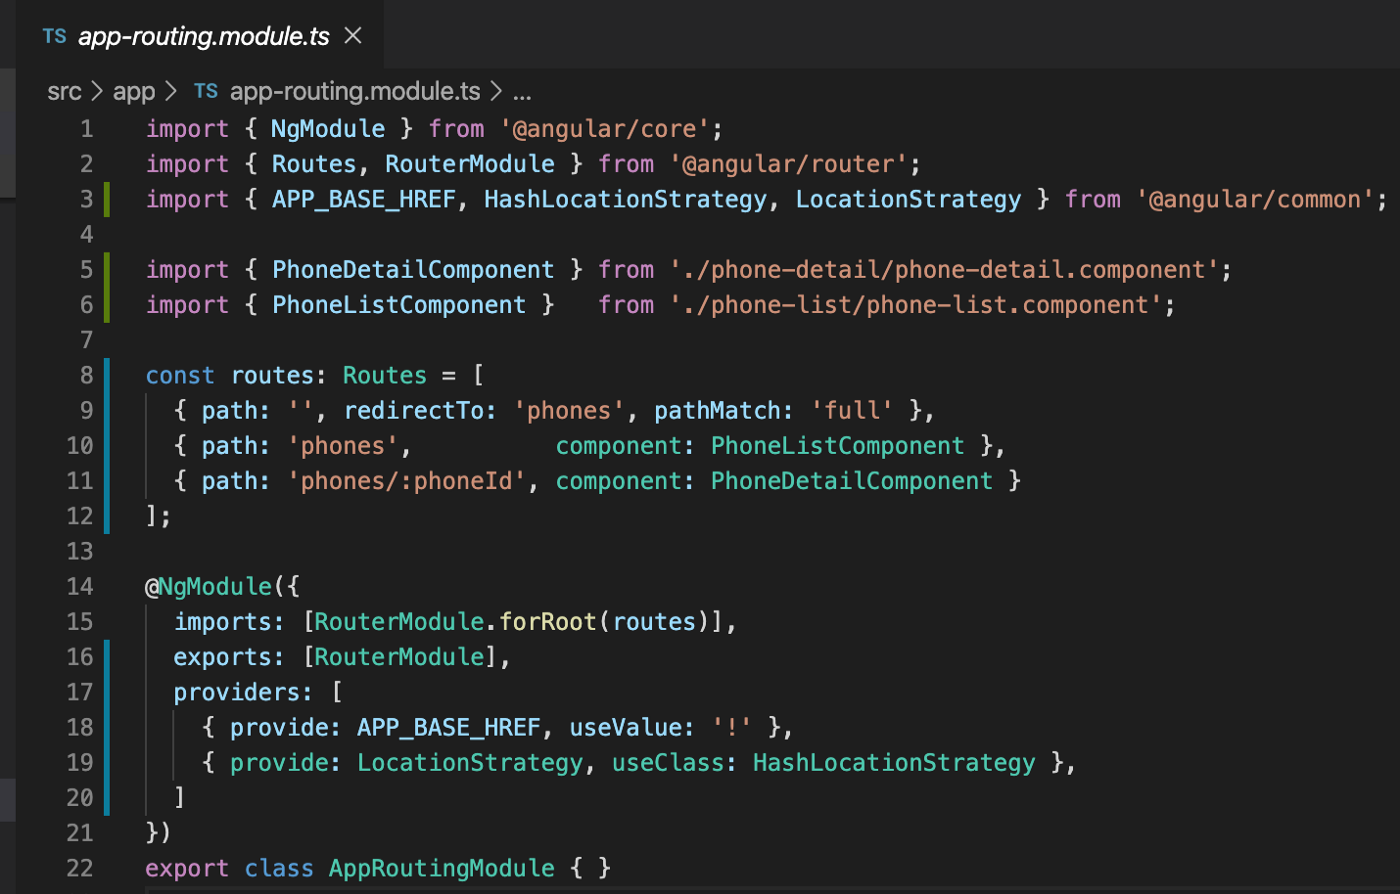 TS app-routing.module.ts ×
src > app > TS app-routing.module.ts > ...
1 import { NgModule } from '@angular/core';
2 import { Routes, RouterModule } from '@angular/router';
3 import { APP_BASE_HREF, HashLocationStrategy, LocationStrategy } from '@angular/common';
4
5 import { PhoneDetailComponent } from './phone-detail/phone-detail.component';
6 import { PhoneListComponent }   from './phone-list/phone-list.component';
7
8 const routes: Routes = [
9   { path: '', redirectTo: 'phones', pathMatch: 'full' },
10   { path: 'phones',          component: PhoneListComponent },
11   { path: 'phones/:phoneId', component: PhoneDetailComponent }
12 ];
13
14 @NgModule({
15   imports: [RouterModule.forRoot(routes)],
16   exports: [RouterModule],
17   providers: [
18     { provide: APP_BASE_HREF, useValue: '!' },
19     { provide: LocationStrategy, useClass: HashLocationStrategy },
20   ]
21 })
22 export class AppRoutingModule { }